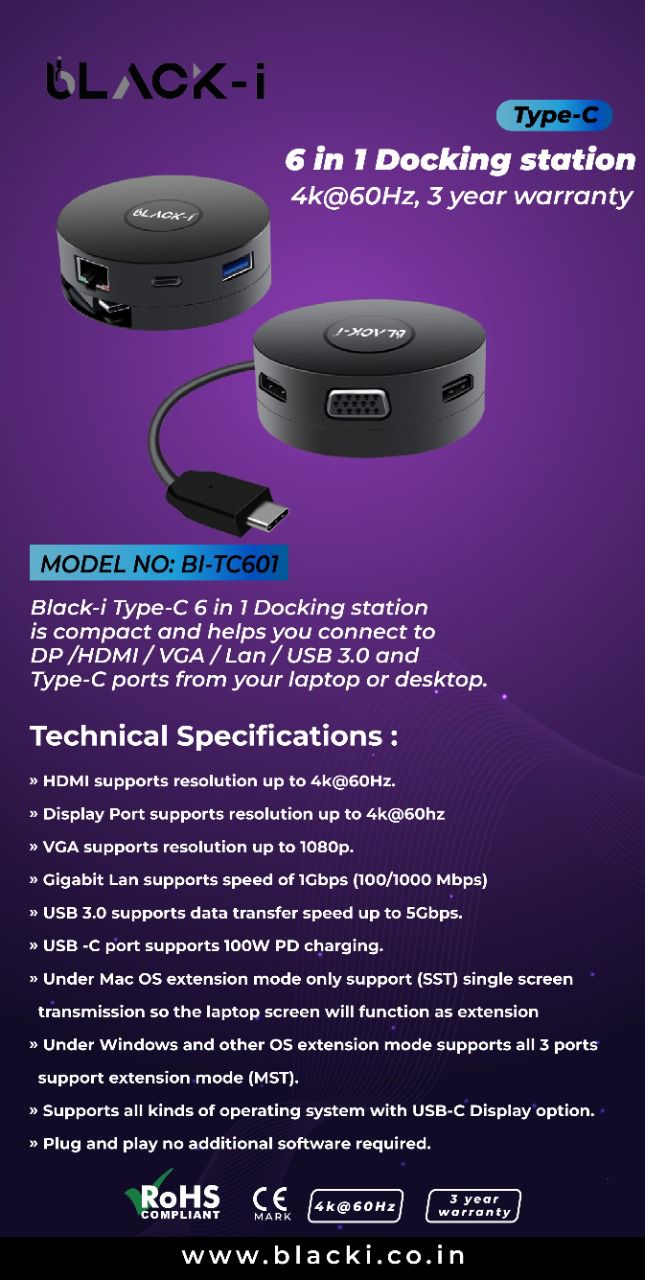 bLACK-i
Type-C
6 in 1 Docking station
4k@60Hz, 3 year warranty
bLACK-i
bLACK-i
MODEL NO: BI-TC601
Black-i Type-C 6 in 1 Docking station
is compact and helps you connect to
DP /HDMI / VGA / Lan / USB 3.0 and
Type-C ports from your laptop or desktop.
Technical Specifications :
» HDMI supports resolution up to 4k@60Hz.
» Display Port supports resolution up to 4k@60hz
» VGA supports resolution up to 1080p.
» Gigabit Lan supports speed of 1Gbps (100/1000 Mbps)
» USB 3.0 supports data transfer speed up to 5Gbps.
» USB -C port supports 100W PD charging.
» Under Mac OS extension mode only support (SST) single screen
transmission so the laptop screen will function as extension
» Under Windows and other OS extension mode supports all 3 ports
support extension mode (MST).
» Supports all kinds of operating system with USB-C Display option.
» Plug and play no additional software required.
RoHS
COMPLIANT
CE
MARK
4k@60Hz
3 year
warranty
www.blacki.co.in